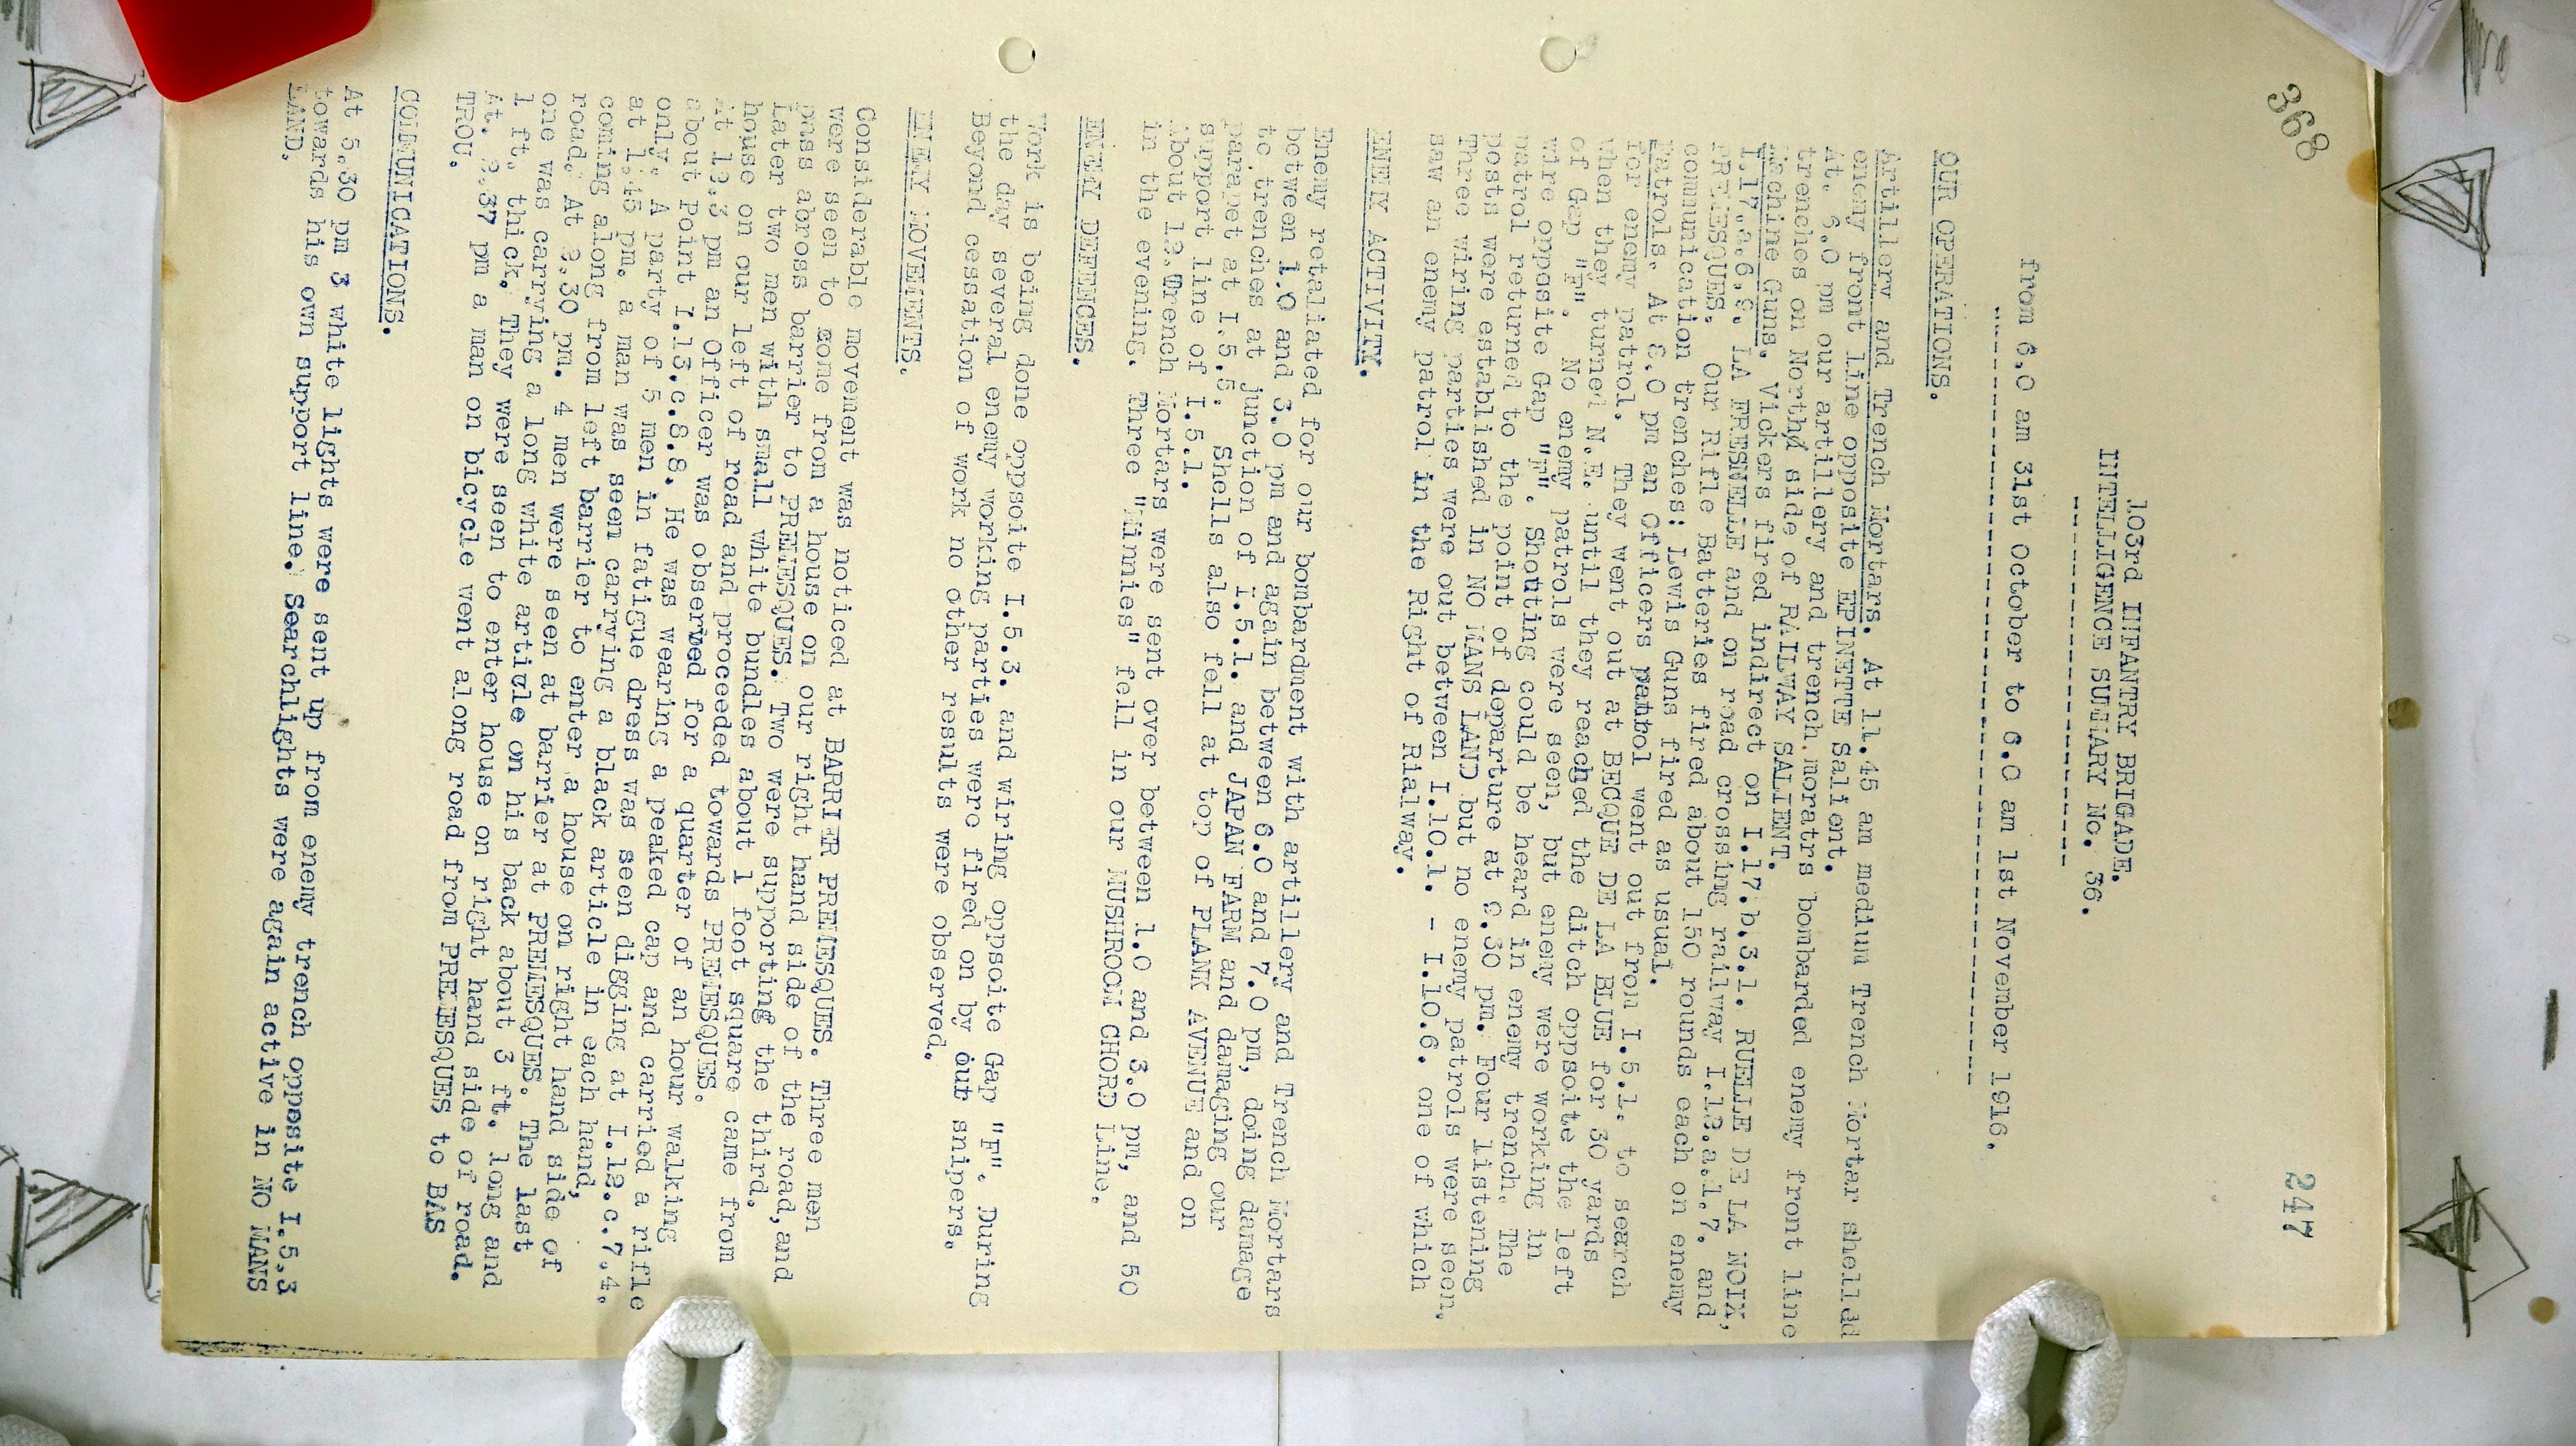 368
247
103rd INFANTRY BRIGADE.
INTELLIGENCE SUMMARY No. 36.
from 6.0 am 31st October to 6.0 am 1st November 1916.
OUR OPERATIONS.
Artillery and Trench Mortars. At 11.45 am medium Trench Mortar shelled
enemy front line opposite EPINETTE Salient.
At. 6.0 pm our artillery and trench moratrs bombarded enemy front line
trenches on North side of RAILWAY SALIENT.
Machine Guns. Vickers fired indirect on I.17.b.3.1. RUELLE DE LA NOIX,
I.17.a.6.8. LA FRESNELLE and on road crossing railway I.18.a.1.7. and
PREMESQUES. Our Rifle Batteries fired about 150 rounds each on enemy
communication trenches: Lewis Guns fired as usual.
Patrols. At 6.0 pm an Officers patrol went out from I.5.1. to search
for enemy patrol. They went out at BECQUE DE LA BLUE for 30 yards
when they turned N.E. until they reached the ditch oppsoite the left
of Gap "F". No enemy patrols were seen, but enemy were working in
wire opposite Gap "F". Shouting could be heard in enemy trench. The
patrol returned to the point of departure at 9.30 pm. Four listening
posts were established in NO MANS LAND but no enemy patrols were seen.
Three wiring parties were out between I.10.1. - I.10.6. one of which
saw an enemy patrol in the Right of Rialway.
ENEMY ACTIVITY.
Enemy retaliated for our bombardment with artillery and Trench Mortars
between 1.0 and 3.0 pm and again between 6.0 and 7.0 pm, doing damage
to trenches at junction of I.5.1. and JAPAN FARM and damaging our
parapet at I.5.5. Shells also fell at top of PLANK AVENUE and on
support line of I.5.1.
About 12.Trench Mortars were sent over between 1.0 and 3.0 pm, and 50
in the evening. Three "Minnies" fell in our MUSHROOM CHORD Line.
ENEMY DEFENCES.
Work is being done oppsoite I.5.3. and wiring opposite Gap "F". During
the day several enemy working parties were fired on by our snipers.
Beyond cessation of work no other results were observed.
ENEMY MOVEMENTS.
Considerable movement was noticed at BARRIER PREMESQUES. Three men
were seen to come from a house on our right hand side of the road, and
pass abross barrier to PREMESQUES. Two were supporting the third.
Later two men with small white bundles about 1 foot square came from
house on our left of road and proceeded towards PREMESQUES.
At 12.3 pm an Officer was observed for a quarter of an hour walking
about Point I.13.c.8.8. He was wearing a peaked cap and carried a rifle
only. A party of 5 men in fatigue dress was seen digging at I.12.c.7.4.
at 1.45 pm. a man was seen carrying a black article in each hand,
coming along from left barrier to enter a house on right hand side of
road. At 2.30 pm. 4 men were seen at barrier at PREMESQUES. The last
one was carrying a long white article on his back about 3 ft. long and
1 ft. thick. They were seen to enter house on right hand side of road.
At. 2.37 pm a man on bicycle went along road from PREMESQUES to BAS
TROU.
COMMUNICATIONS.
At 5.30 pm 3 white lights were sent up from enemy trench opposite I.5.3
towards his own support line. Searchlights were again active in NO MANS
LAND.